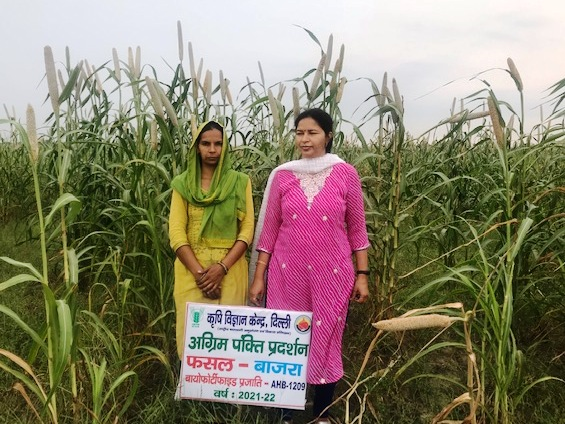 कृषि विज्ञान केन्द्र, दिल्ली
अग्रिम पंक्ति प्रदर्शन
फसल - बाजरा
बायोफोर्टिफाइड प्रजाति - AHB-1209
वर्ष : 2021-22